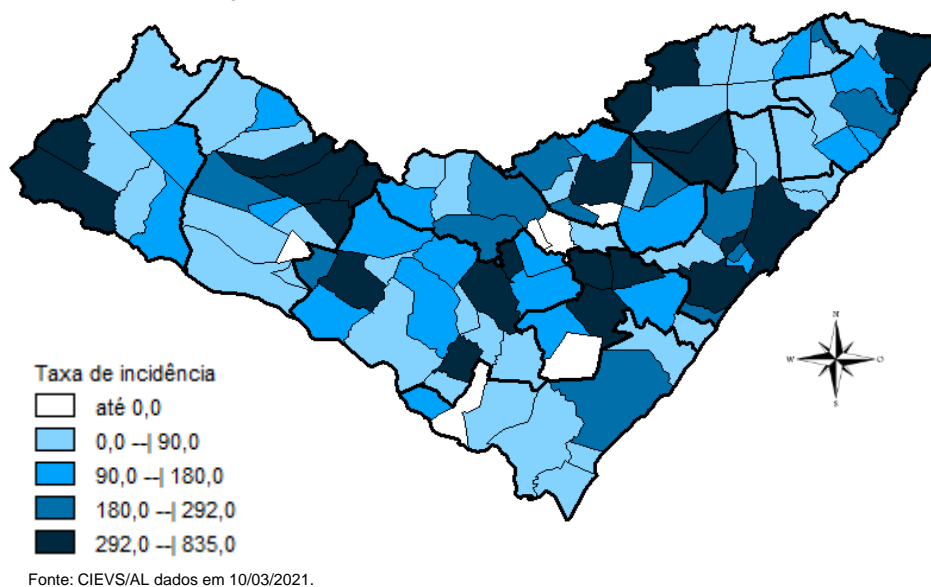 N
W O
S
Taxa de incidência
até 0,0
0,0 --| 90,0
90,0 --| 180,0
180,0 --| 292,0
292,0 --| 835,0
Fonte: CIEVS/AL dados em 10/03/2021.